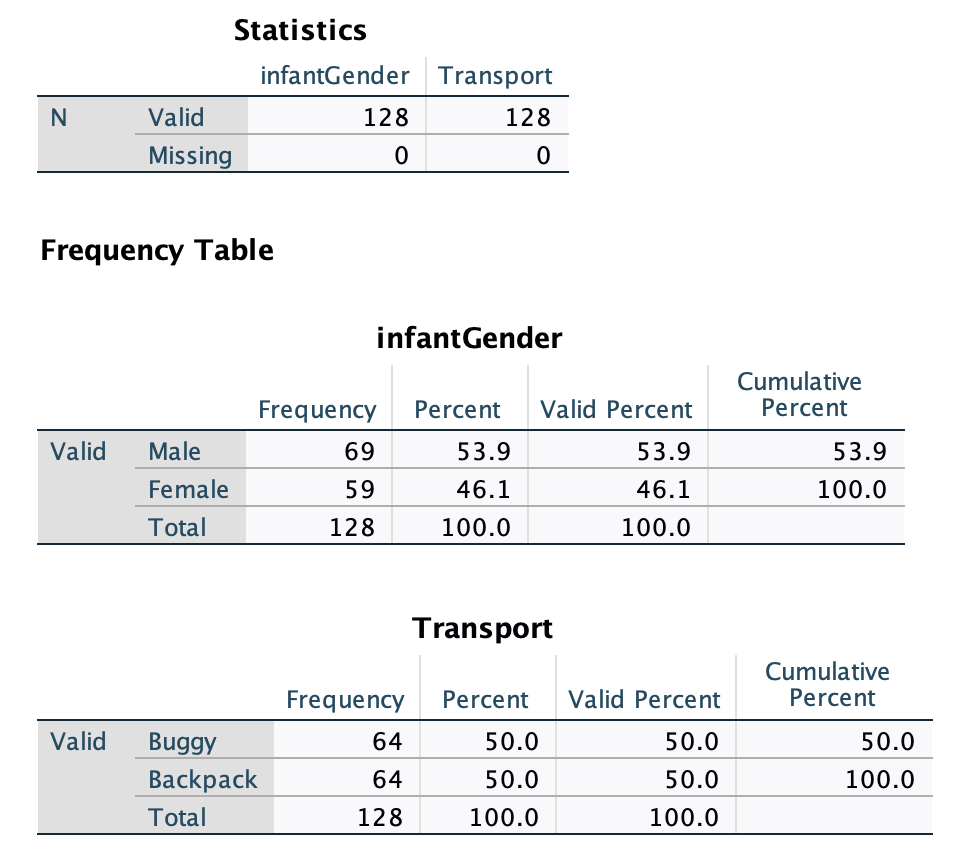 Statistics
infantGender Transport
N Valid 128 128
Missing 0 0
Frequency Table
infantGender
Frequency Percent Valid Percent Cumulative Percent
Valid Male 69 53.9 53.9 53.9
Female 59 46.1 46.1 100.0
Total 128 100.0 100.0
Transport
Frequency Percent Valid Percent Cumulative Percent
Valid Buggy 64 50.0 50.0 50.0
Backpack 64 50.0 50.0 100.0
Total 128 100.0 100.0